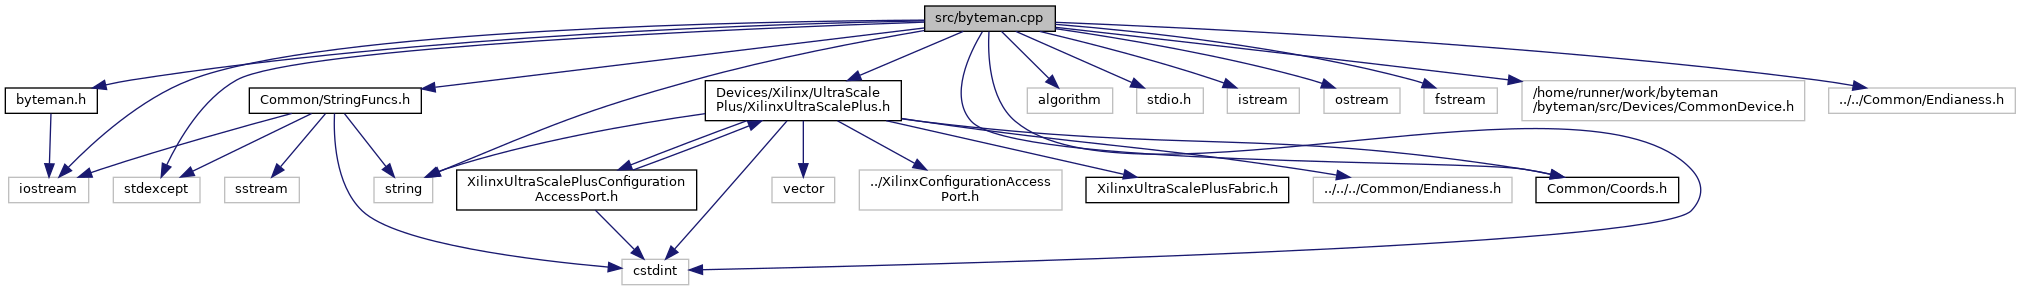 src/byteman.cpp
byteman.h
Common/StringFuncs.h
Devices/Xilinx/UltraScale
Plus/XilinxUltraScalePlus.h
algorithm
stdio.h
istream
ostream
fstream
/home/runner/work/byteman
/byteman/src/Devices/CommonDevice.h
../../Common/Endianess.h
iostream
stdexcept
sstream
string
XilinxUltraScalePlusConfiguration
AccessPort.h
vector
../XilinxConfigurationAccess
Port.h
XilinxUltraScalePlusFabric.h
../../../Common/Endianess.h
Common/Coords.h
cstdint